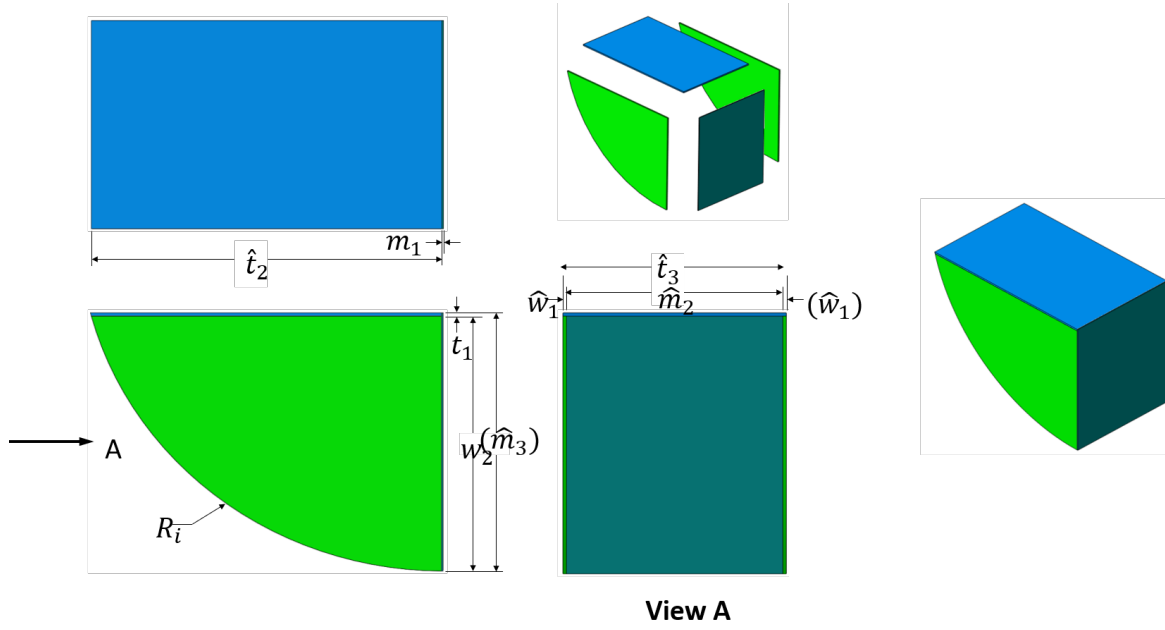 m₁
t̂₂
t̂₃
ŵ₁
m̂₂
(ŵ₁)
t₁
A
w₂
(m̂₃)
Rᵢ
View A